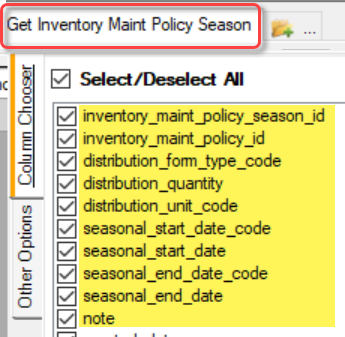 Get Inventory Maint Policy Season ...
Column Chooser
Other Options
Select/Deselect All
inventory_maint_policy_season_id
inventory_maint_policy_id
distribution_form_type_code
distribution_quantity
distribution_unit_code
seasonal_start_date_code
seasonal_start_date
seasonal_end_date_code
seasonal_end_date
note